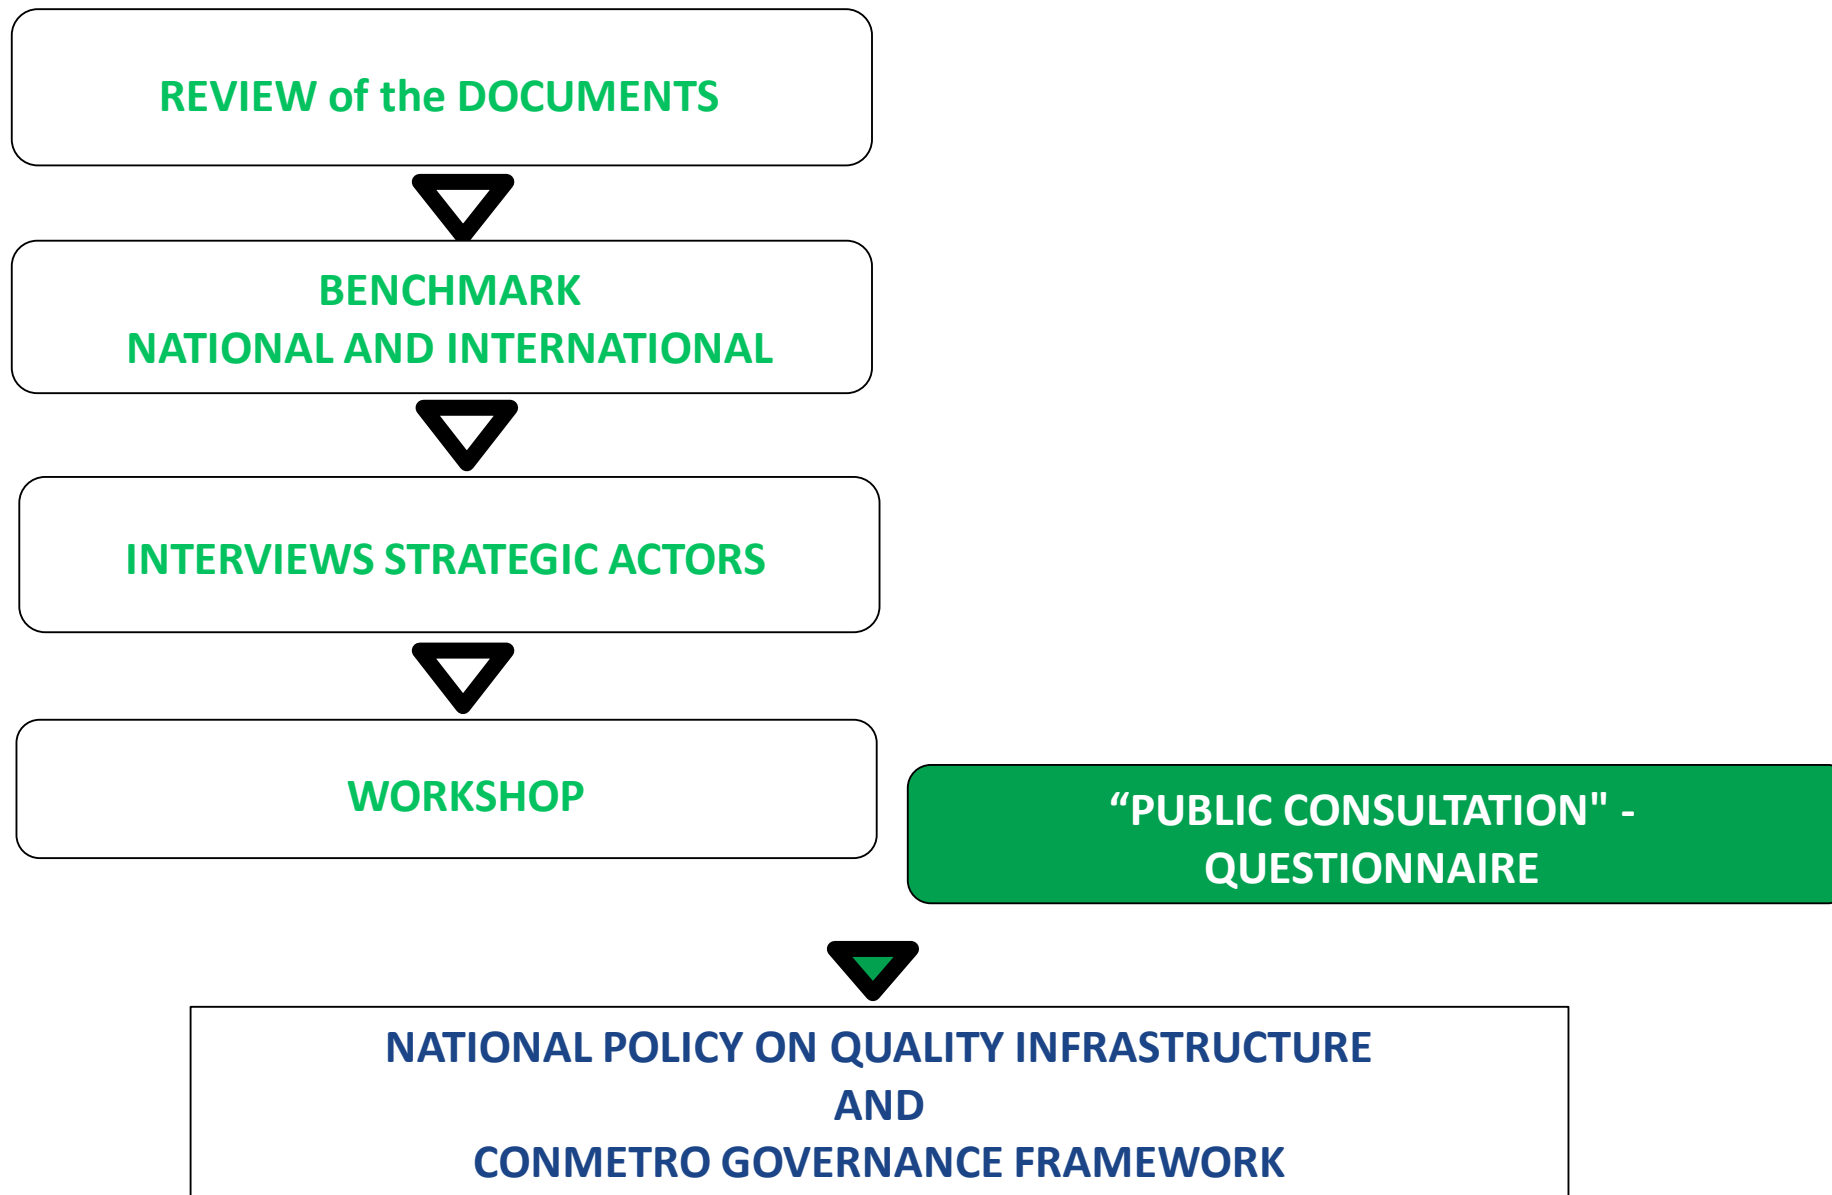 REVIEW of the DOCUMENTS
BENCHMARK
NATIONAL AND INTERNATIONAL
INTERVIEWS STRATEGIC ACTORS
WORKSHOP
“PUBLIC CONSULTATION" -
QUESTIONNAIRE
NATIONAL POLICY ON QUALITY INFRASTRUCTURE
AND
CONMETRO GOVERNANCE FRAMEWORK